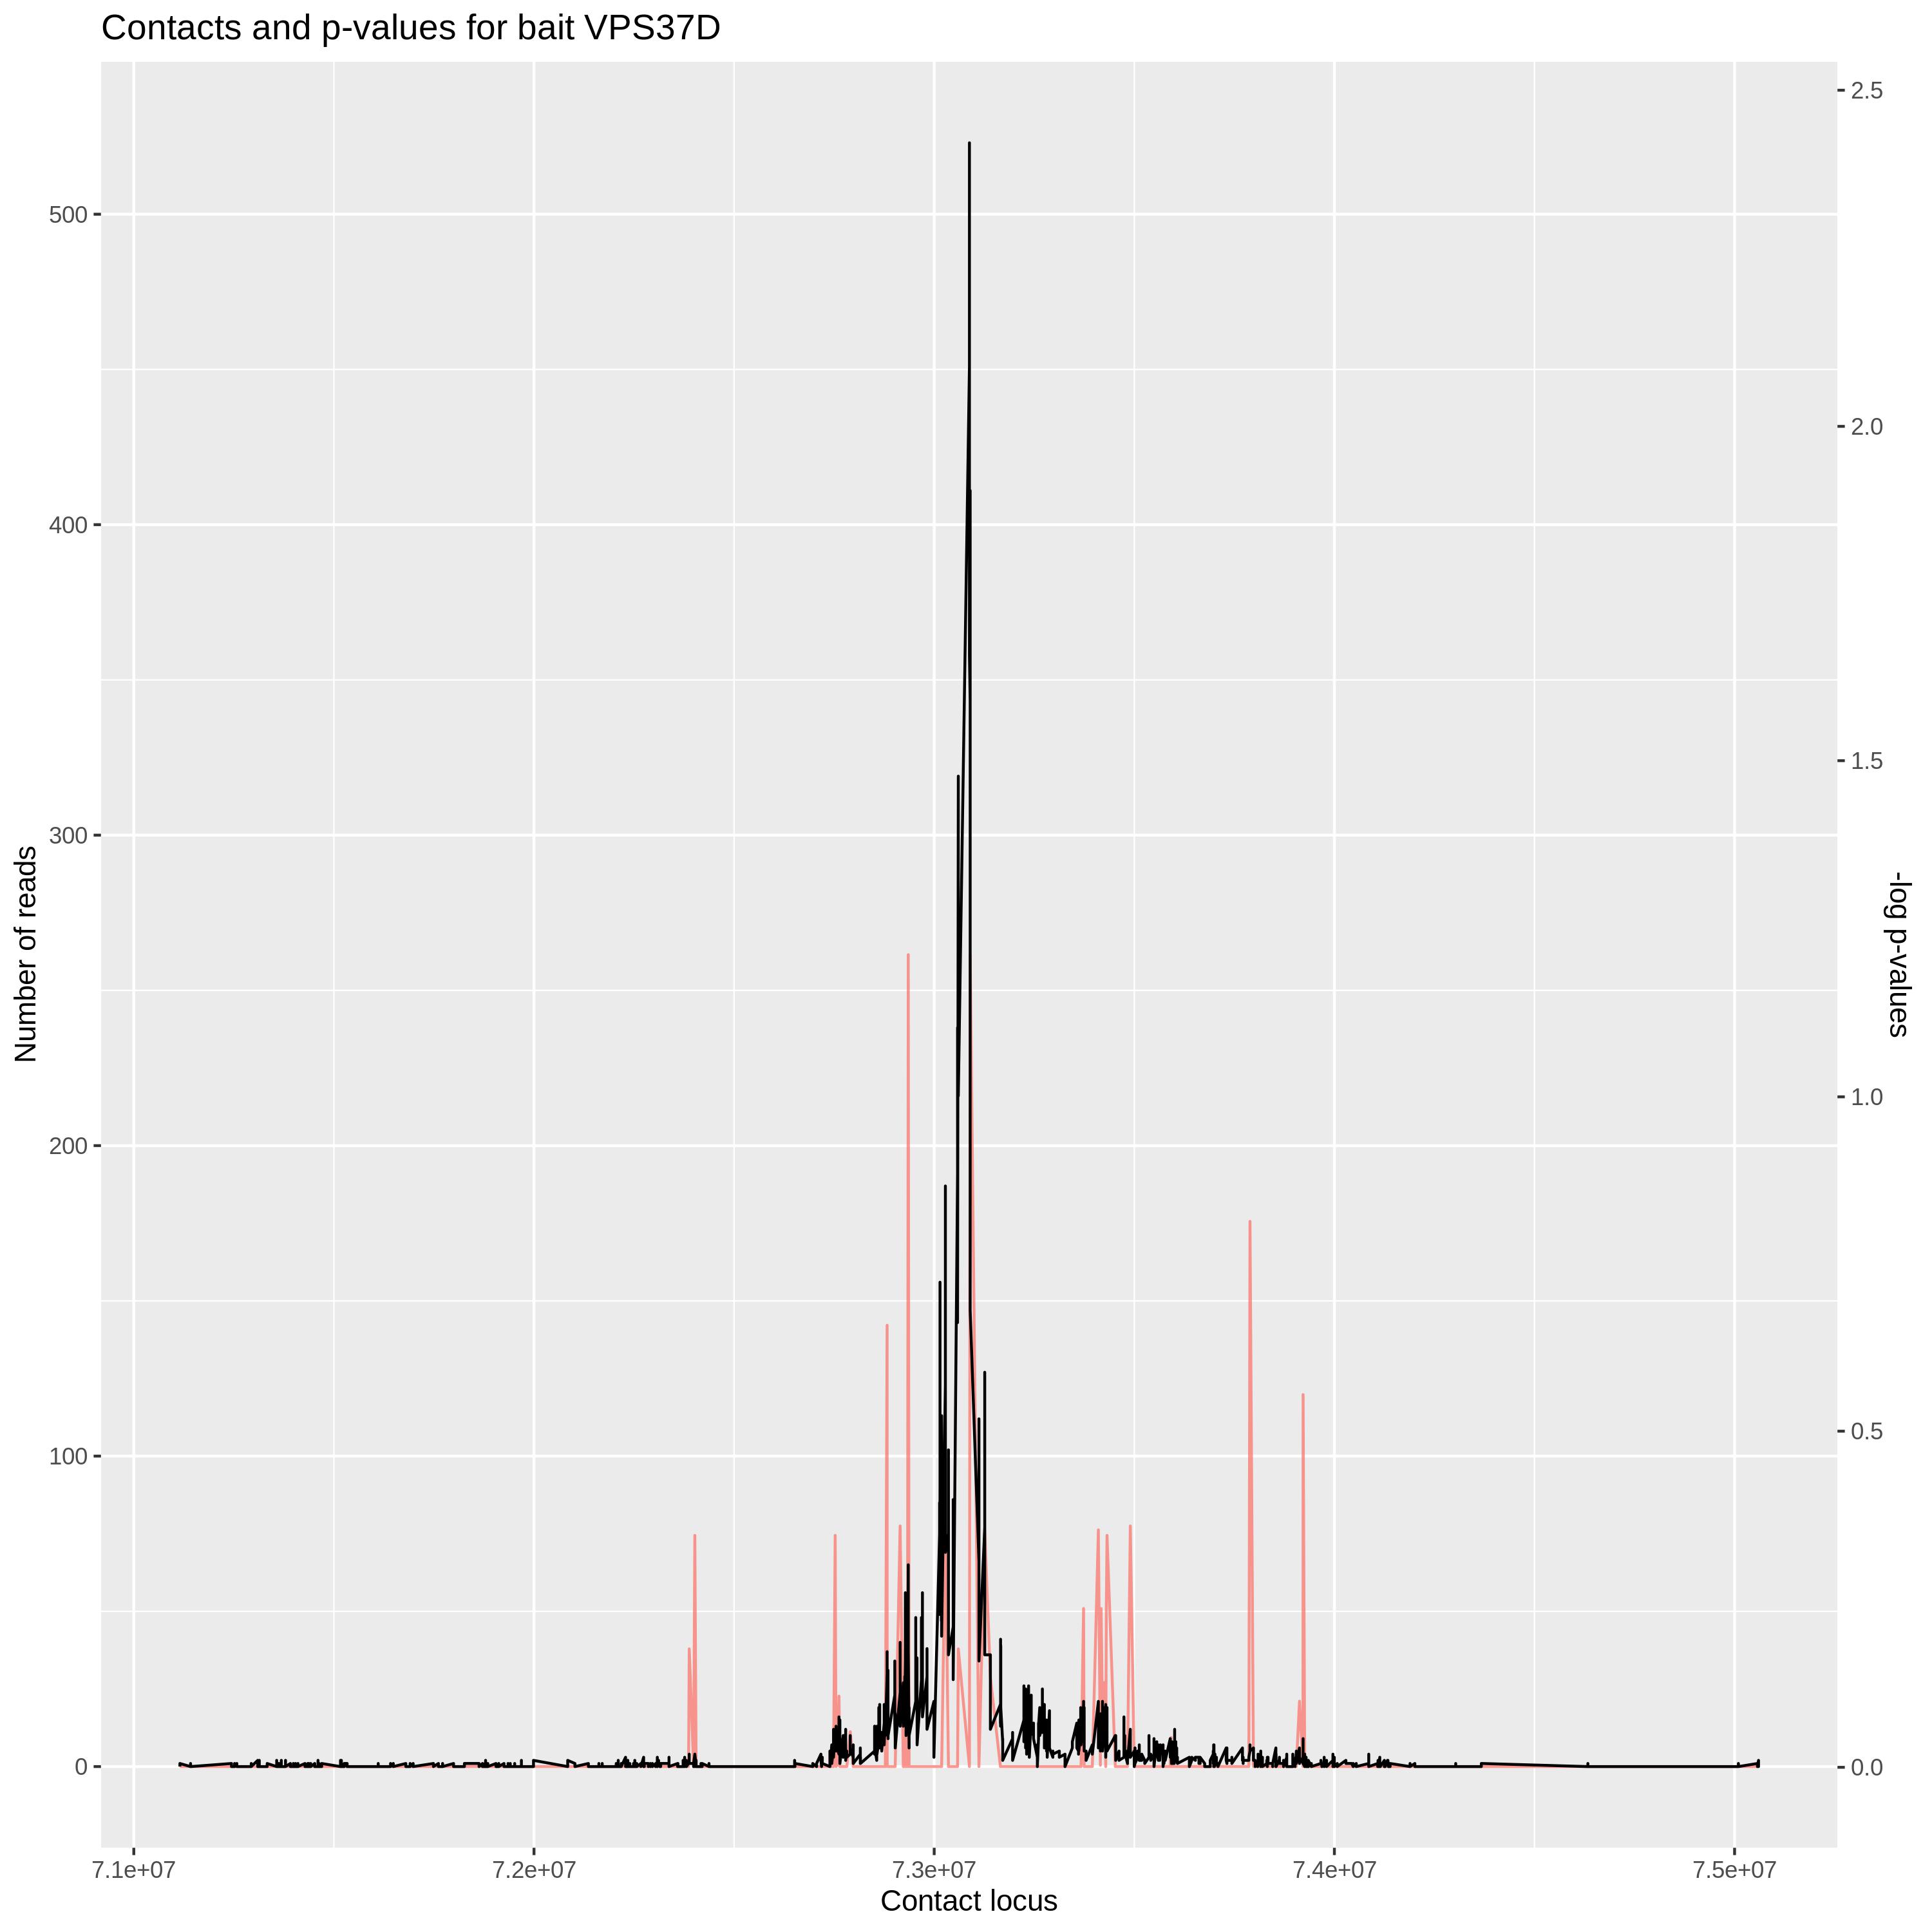 Contacts and p-values for bait VPS37D
500
400
300
200
100
0
Number of reads
2.5
2.0
1.5
1.0
0.5
0.0
-log p-values
7.1e+07 7.2e+07 7.3e+07 7.4e+07 7.5e+07
Contact locus